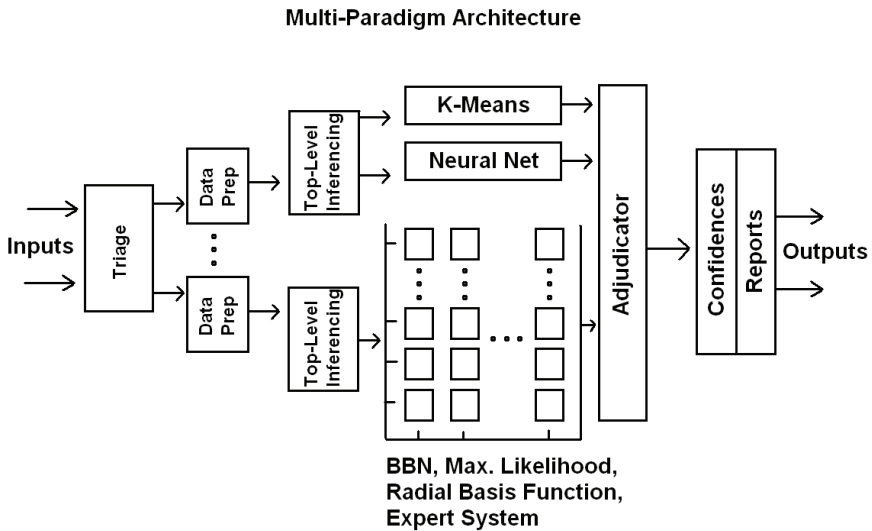 Multi-Paradigm Architecture
Inputs
Triage
Data
Prep
Data
Prep
Top-Level
Inferencing
Top-Level
Inferencing
K-Means
Neural Net
BBN, Max. Likelihood,
Radial Basis Function,
Expert System
Adjudicator
Confidences
Reports
Outputs